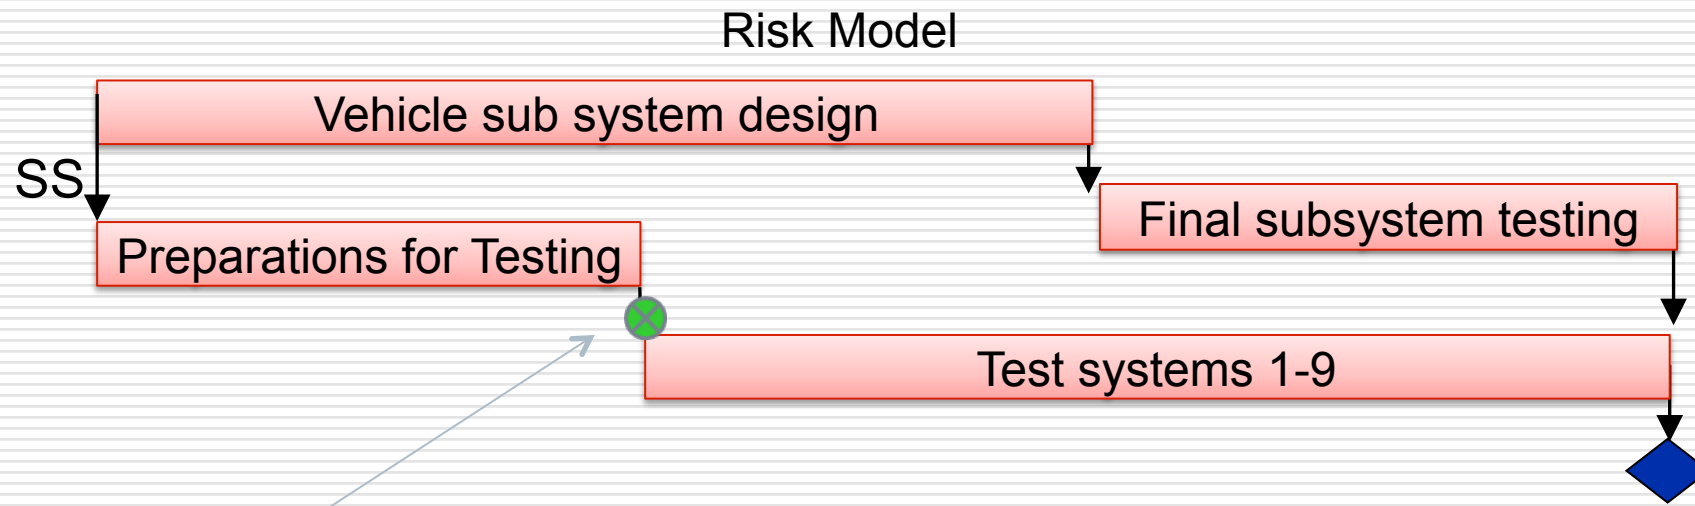 Risk Model
Vehicle sub system design
SS
Final subsystem testing
Preparations for Testing
Test systems 1-9